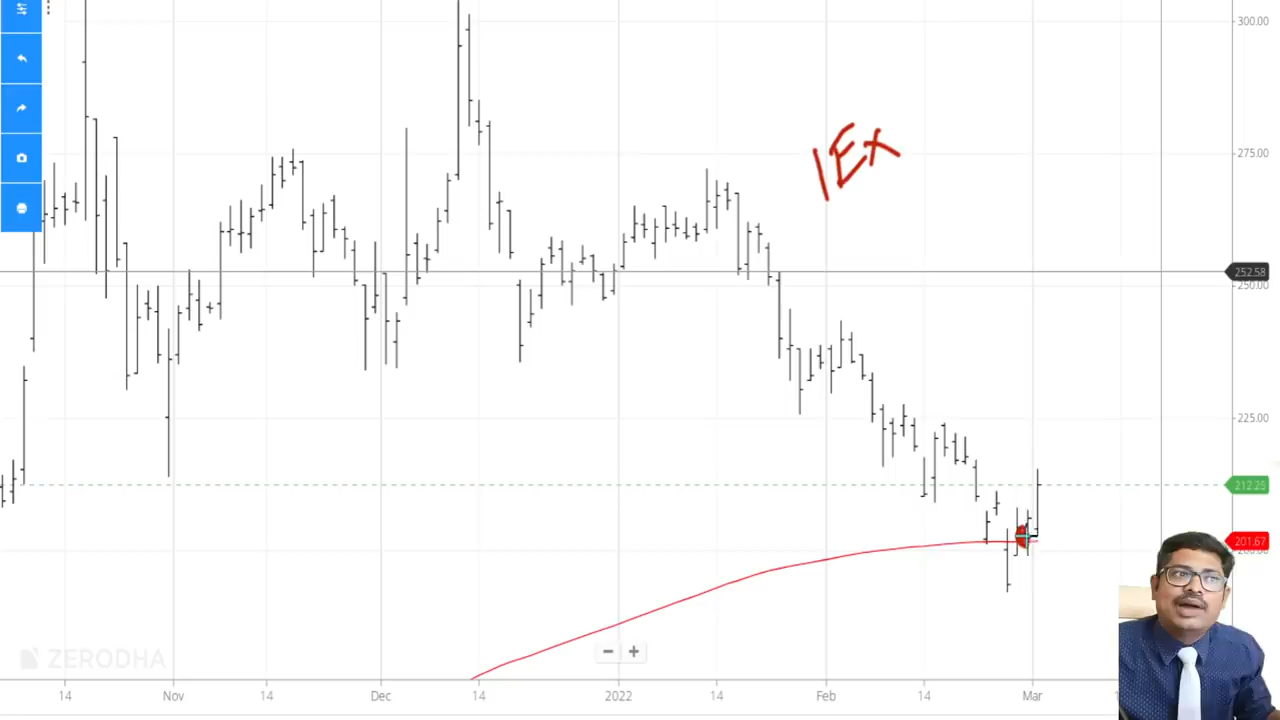 300.00
IEX
275.00
252.58
250.00
225.00
212.25
201.67
ZERODHA
14
Nov
14
Dec
14
2022
14
Feb
14
Mar